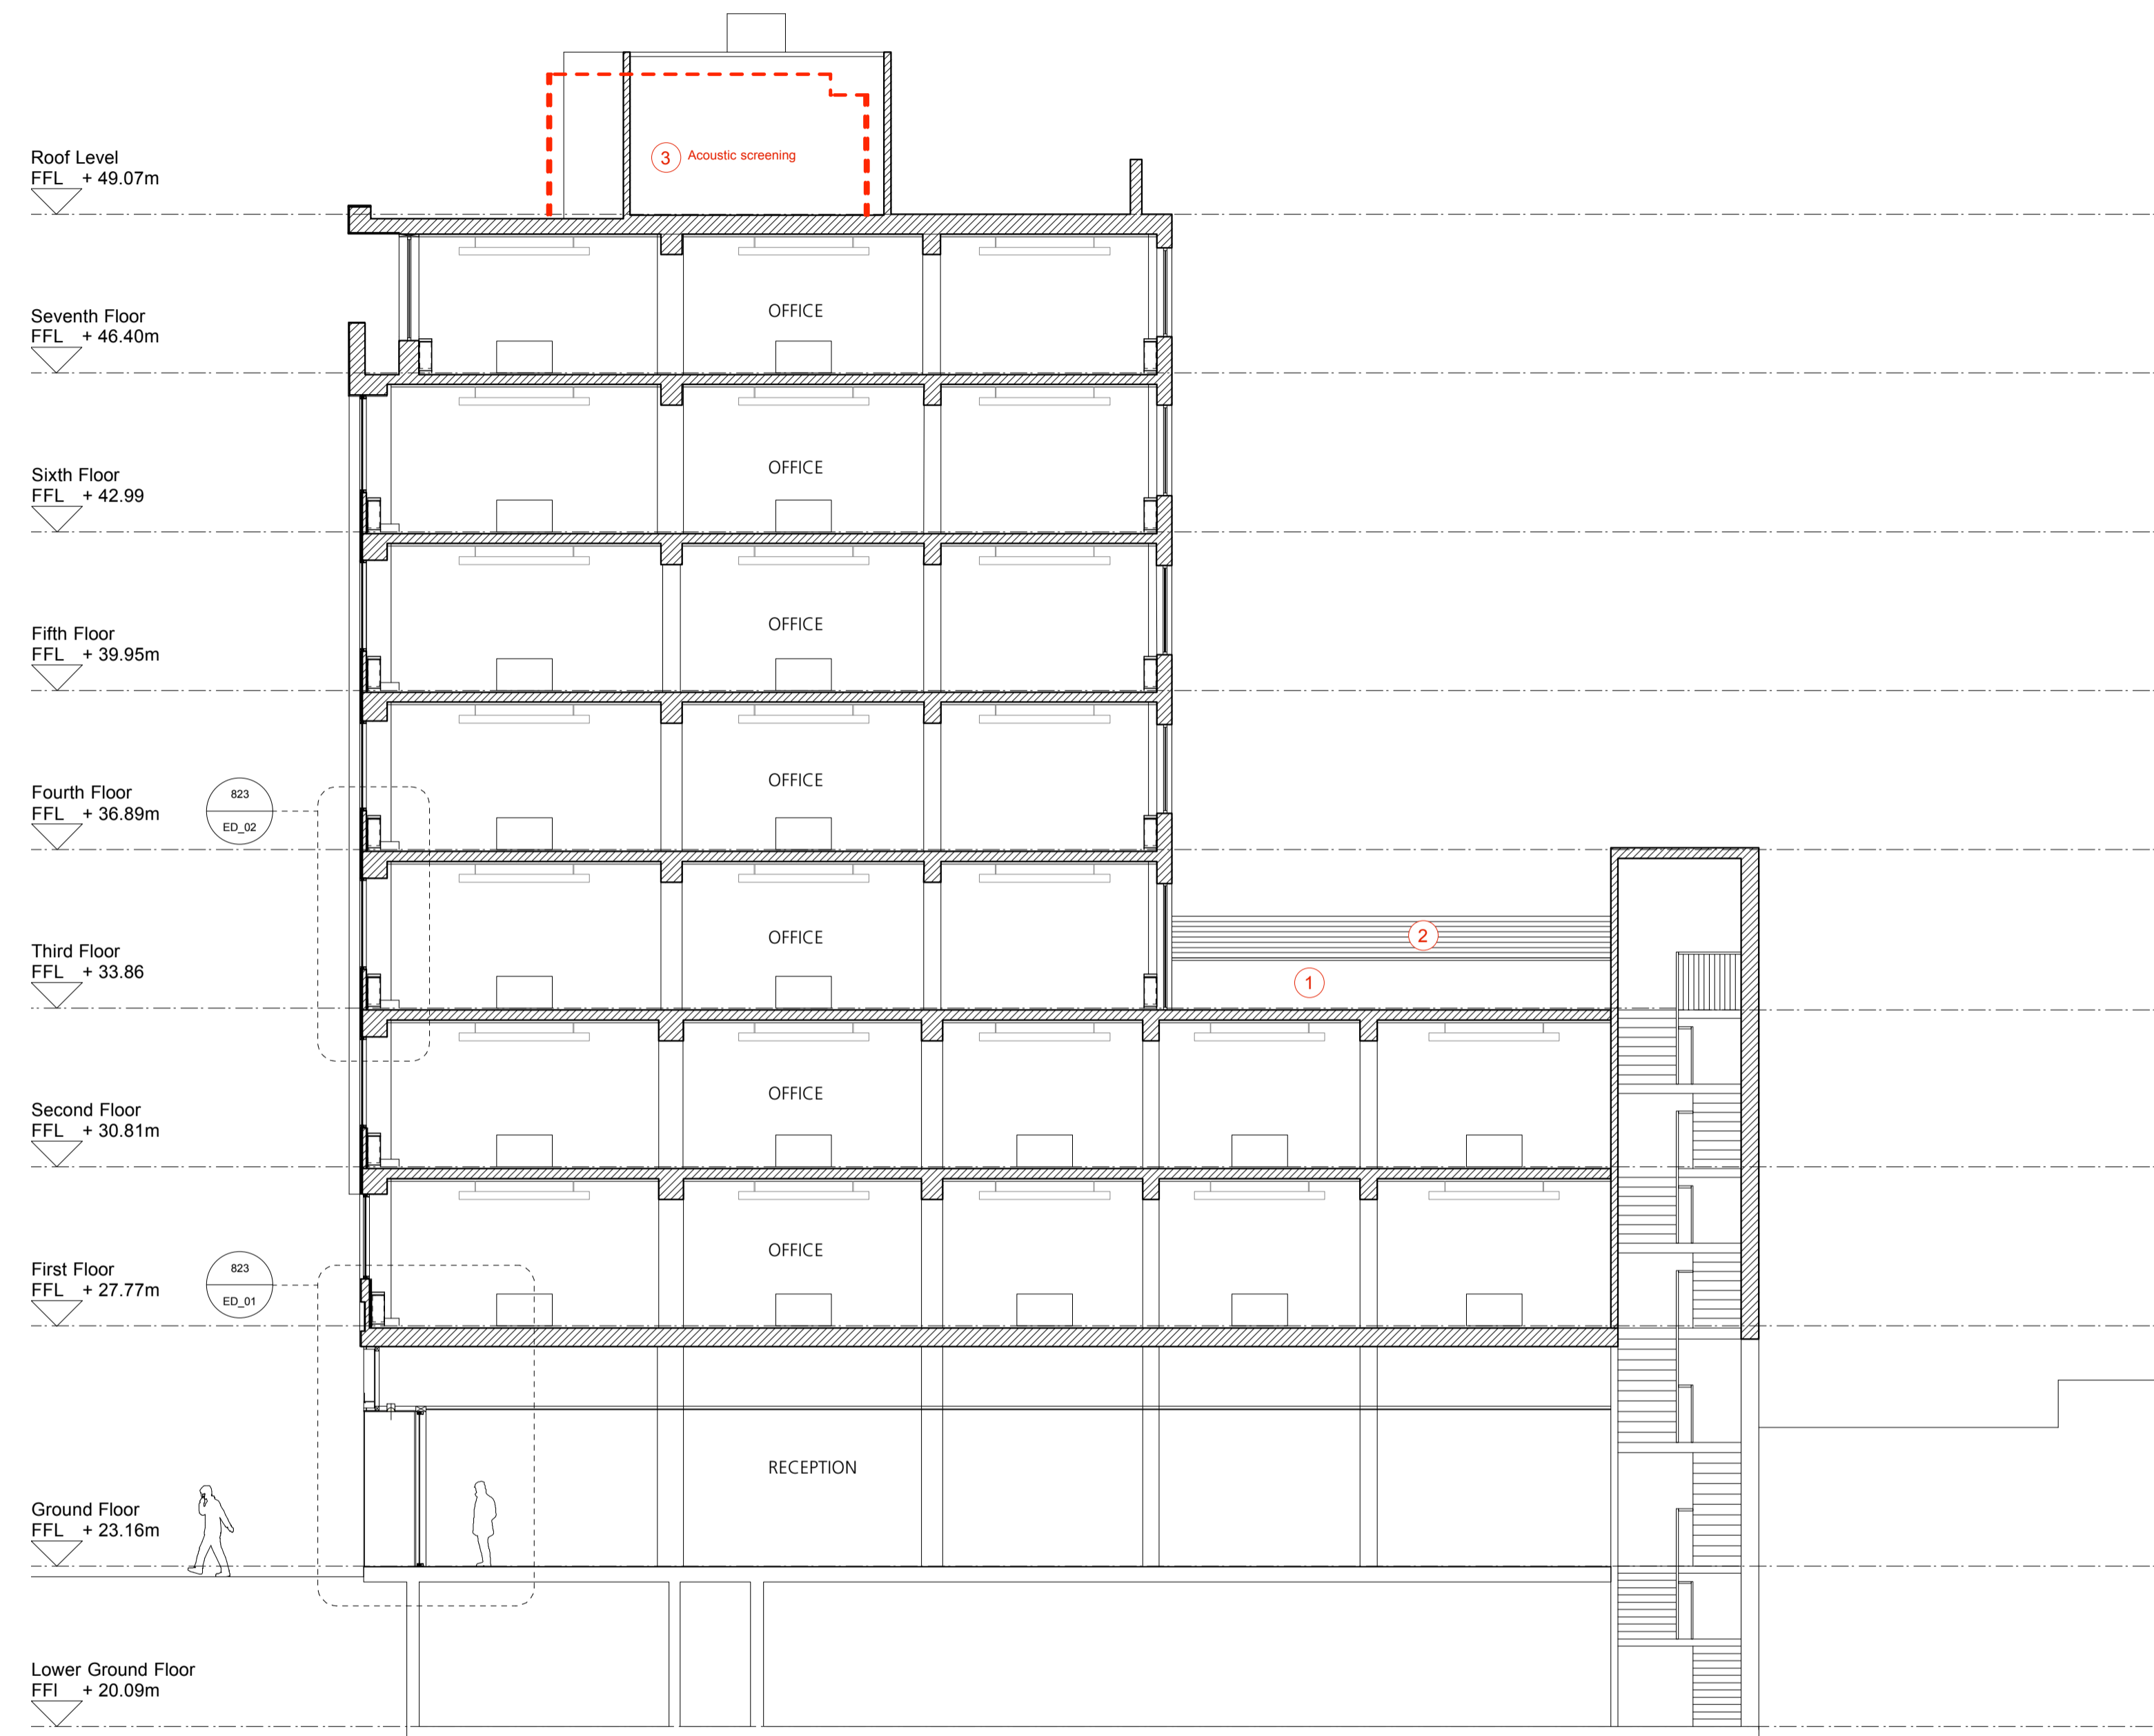 3 Acoustic screening
Roof Level
FFL + 49.07m
OFFICE
Seventh Floor
FFL + 46.40m
OFFICE
Sixth Floor
FFL + 42.99
OFFICE
Fifth Floor
FFL + 39.95m
OFFICE
Fourth Floor
FFL + 36.89m
823
ED_02
OFFICE
2
Third Floor
FFL + 33.86
1
OFFICE
Second Floor
FFL + 30.81m
OFFICE
First Floor
FFL + 27.77m
823
ED_01
RECEPTION
Ground Floor
FFL + 23.16m
Lower Ground Floor
FFI + 20.09m